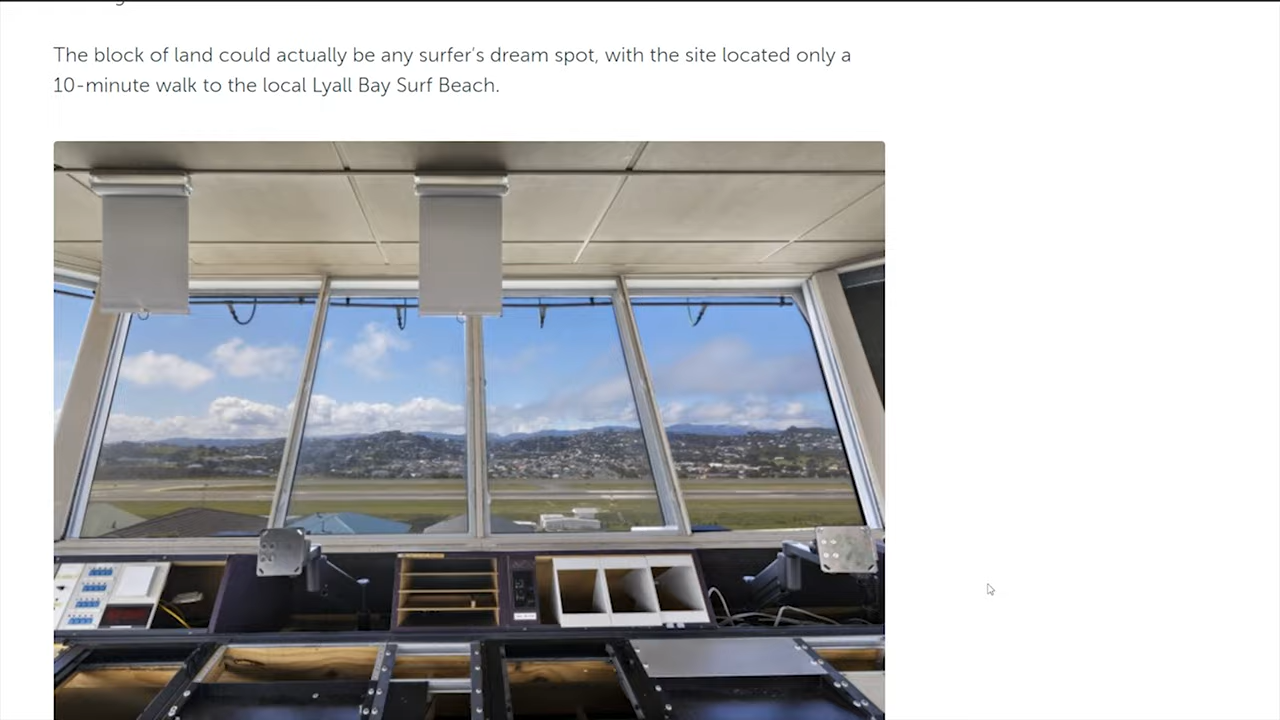 The block of land could actually be any surfer's dream spot, with the site located only a
10-minute walk to the local Lyall Bay Surf Beach.